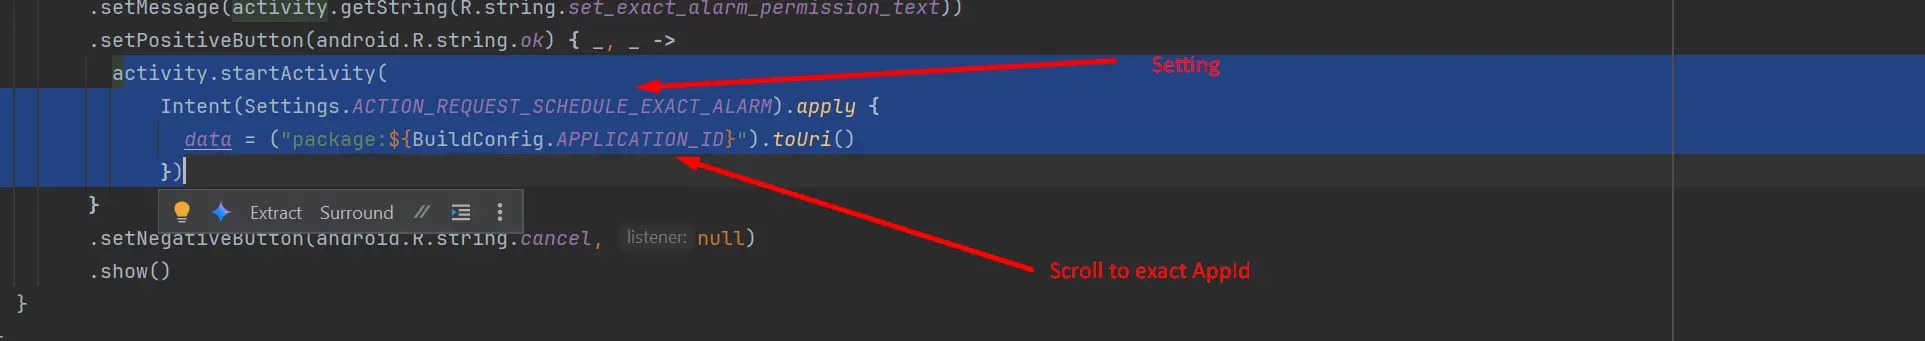 .setMessage(activity.getString(R.string.set_exact_alarm_permission_text))
.setPositiveButton(android.R.string.ok) { _, _ ->
activity.startActivity(
Setting
Intent(Settings.ACTION_REQUEST_SCHEDULE_EXACT_ALARM).apply {
data = ("package:${BuildConfig.APPLICATION_ID}").toUri()
})
}
Extract Surround //
.setNegativeButton(android.R.string.cancel, listener: null)
.show()
Scroll to exact AppId
}